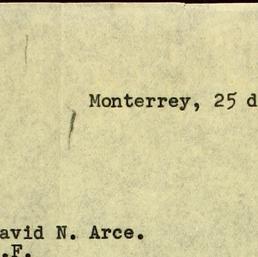 Monterrey, 25 d
avid N. Arce.
.F.